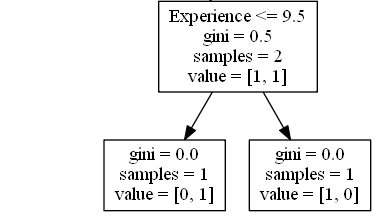 Experience <= 9.5
gini = 0.5
samples = 2
value = [1, 1]
gini = 0.0
samples = 1
value = [0, 1]
gini = 0.0
samples = 1
value = [1, 0]